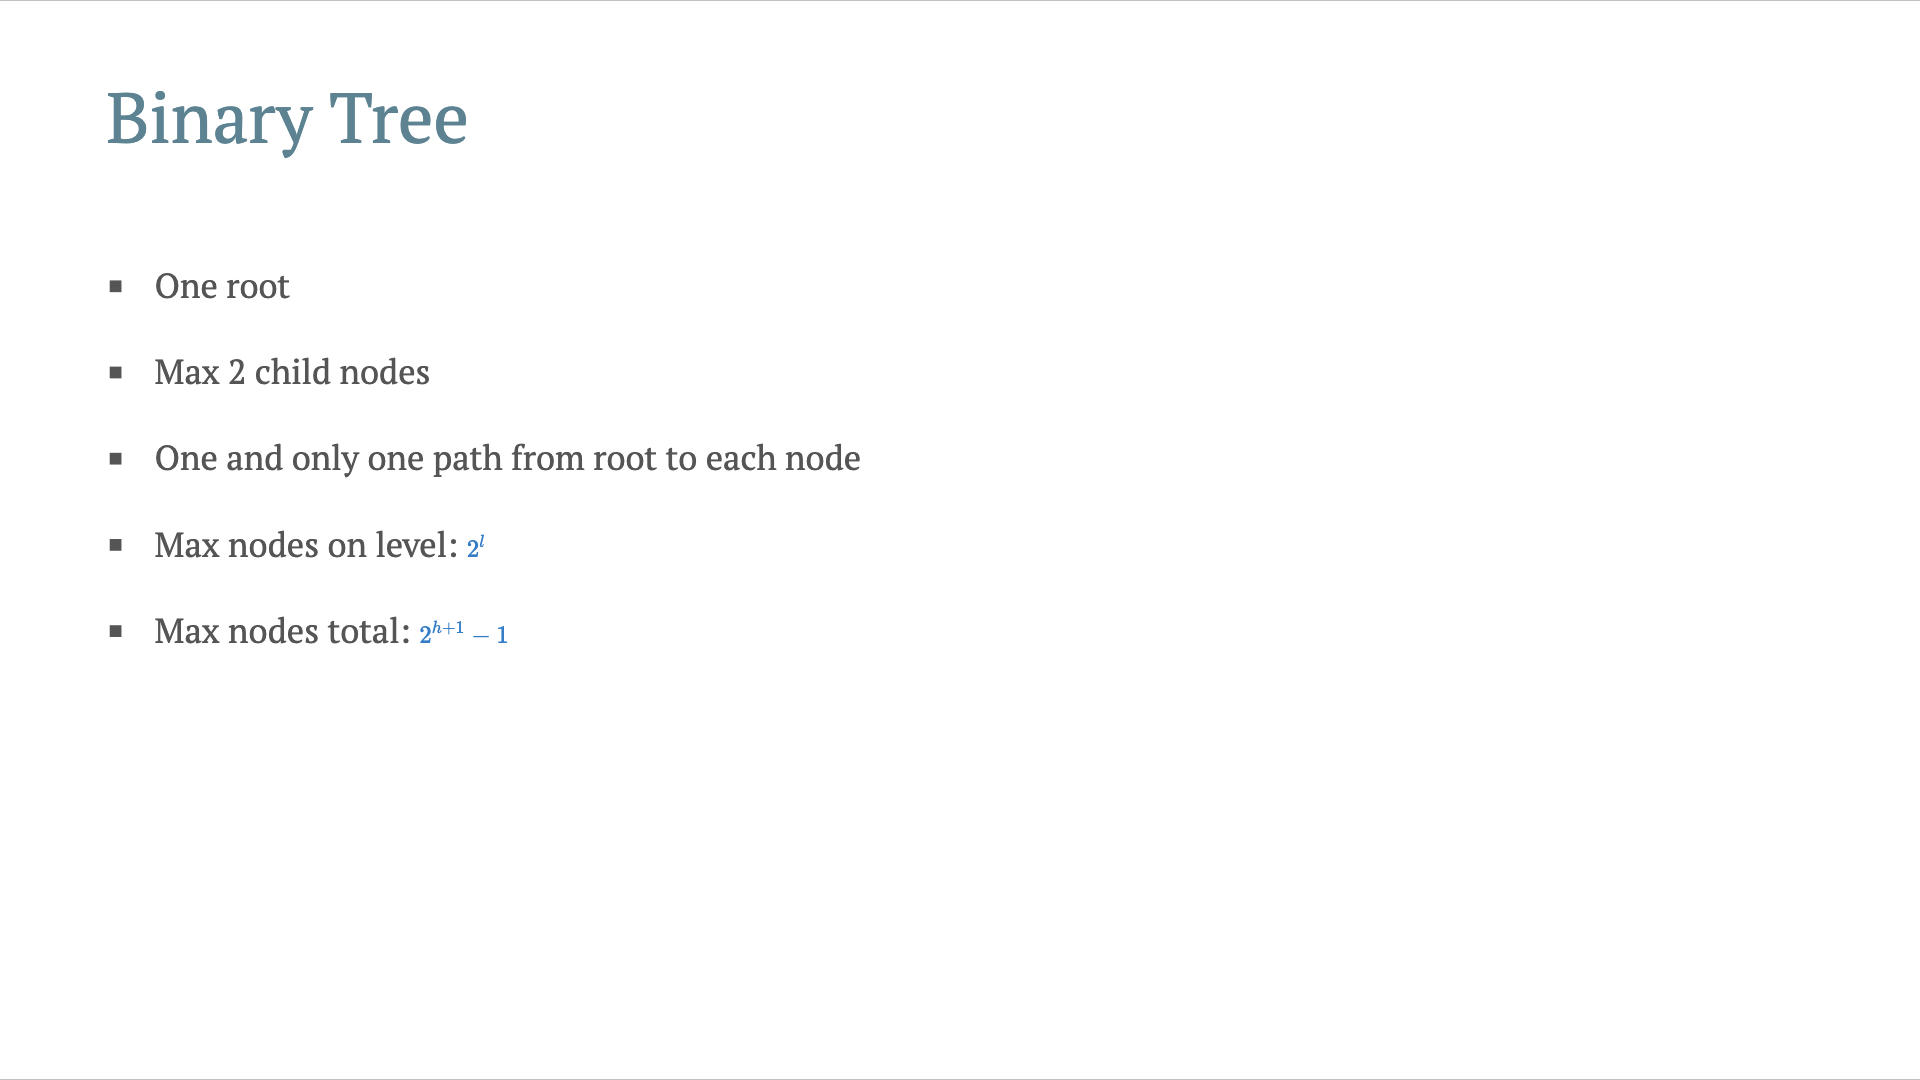 Binary Tree
▪ One root
▪ Max 2 child nodes
▪ One and only one path from root to each node
▪ Max nodes on level: $2^l$
▪ Max nodes total: $2^{h+1} - 1$